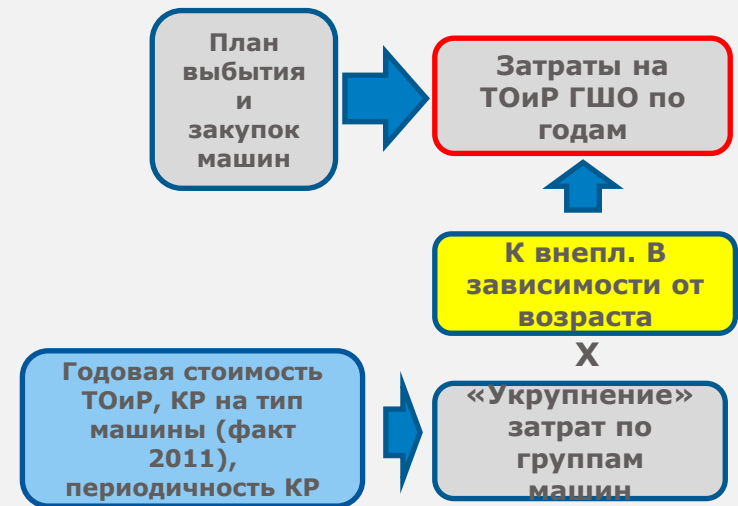 План
выбытия
и
закупок
машин
Затраты на
ТОиР ГШО по
годам
К внепл. В
зависимости от
возраста
Х
Годовая стоимость
ТОиР, КР на тип
машины (факт
2011),
периодичность КР
«Укрупнение»
затрат по
группам
машин